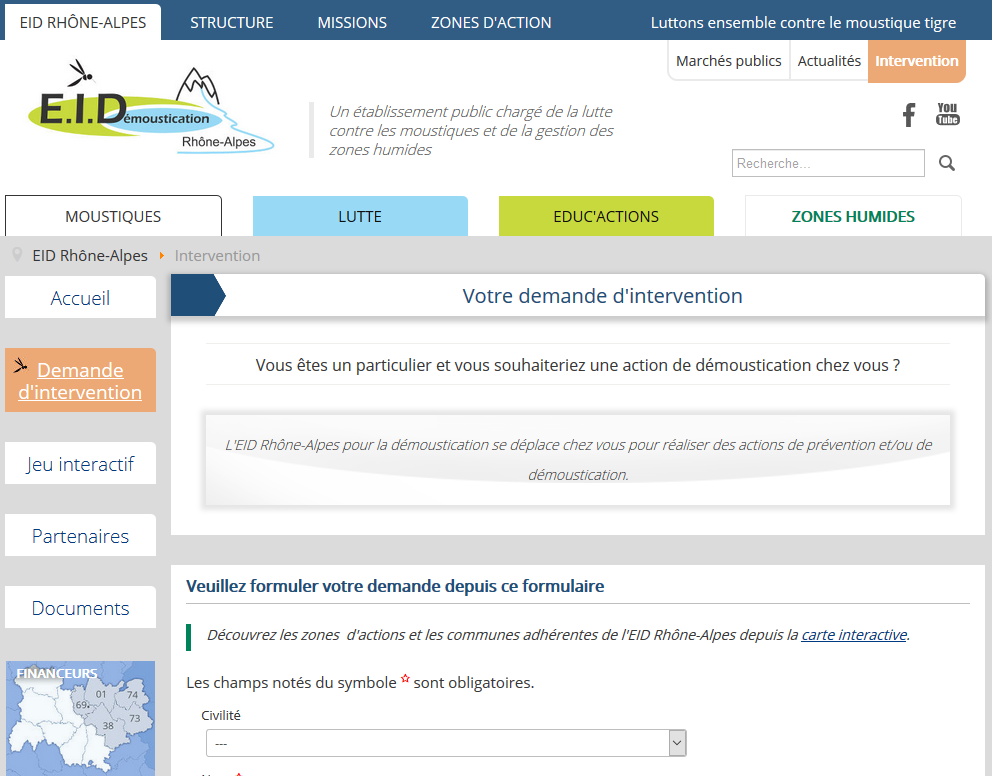 EID RHÔNE-ALPES STRUCTURE MISSIONS ZONES D'ACTION Luttons ensemble contre le moustique tigre
Marchés publics Actualités Intervention
E.I.D
émoustication
Rhône-Alpes
Un établissement public chargé de la lutte
contre les moustiques et de la gestion des
zones humides
You
Tube
Recherche...
MOUSTIQUES LUTTE EDUC'ACTIONS ZONES HUMIDES
EID Rhône-Alpes Intervention
Accueil
Demande
d'intervention
Jeu interactif
Partenaires
Documents
FINANCEURS
01 74
69
73
38
Votre demande d'intervention
Vous êtes un particulier et vous souhaiteriez une action de démoustication chez vous ?
L'EID Rhône-Alpes pour la démoustication se déplace chez vous pour réaliser des actions de prévention et/ou de
démoustication.
Veuillez formuler votre demande depuis ce formulaire
Découvrez les zones d'actions et les communes adhérentes de l'EID Rhône-Alpes depuis la carte interactive.
Les champs notés du symbole ☆ sont obligatoires.
Civilité
---